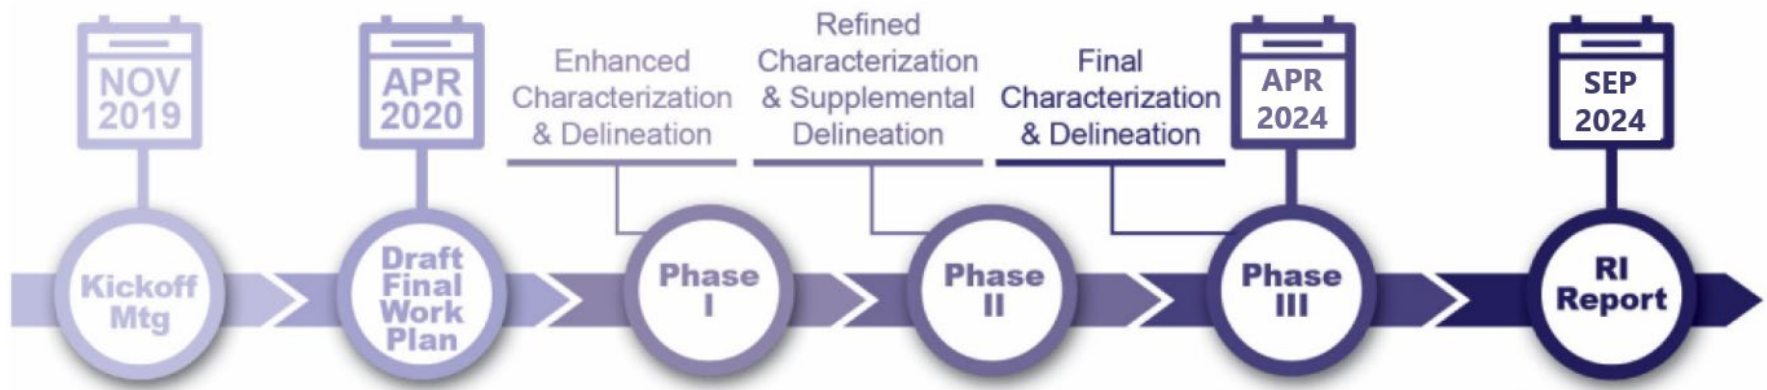 NOV
2019
APR
2020
Enhanced
Characterization
& Delineation
Refined
Characterization
& Supplemental
Delineation
Final
Characterization
& Delineation
APR
2024
SEP
2024
Kickoff
Mtg
Draft
Final
Work
Plan
Phase
I
Phase
II
Phase
III
RI
Report